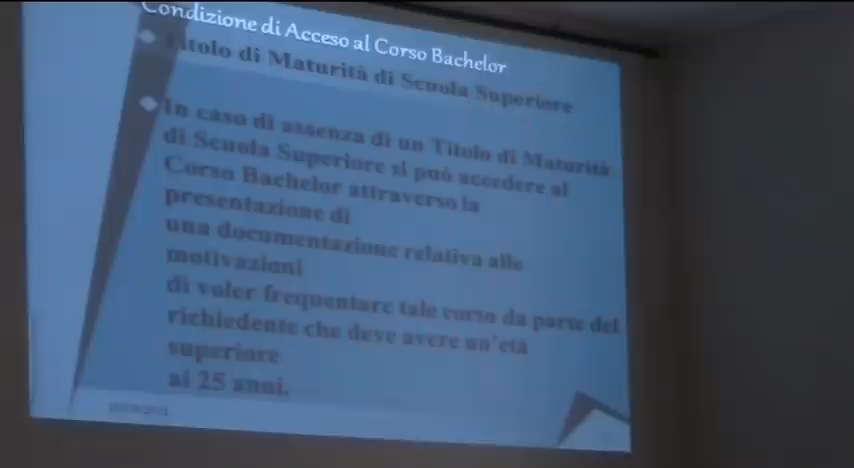 Condizione di Acceso al Corso Bachelor
Titolo di Maturità di Scuola Superiore
In caso di assenza di un Titolo di Maturità
di Scuola Superiore si può accedere al
Corso Bachelor attraverso la
presentazione di
una documentazione relativa alle
motivazioni
di voler frequentare tale corso da parte del
richiedente che deve avere un'età
superiore
ai 25 anni.